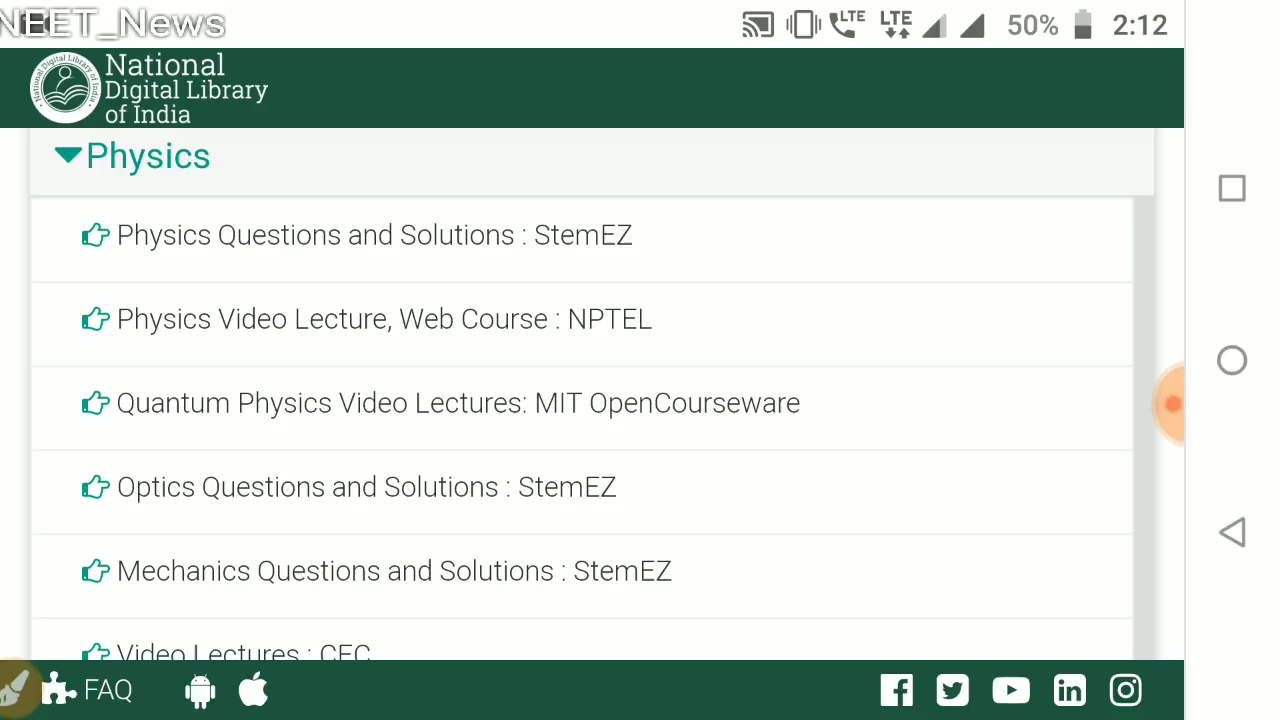 NEET_News
LTE LTE 50% 2:12
National
Digital Library
of India
Physics
Physics Questions and Solutions : StemEZ
Physics Video Lecture, Web Course : NPTEL
Quantum Physics Video Lectures: MIT OpenCourseware
Optics Questions and Solutions : StemEZ
Mechanics Questions and Solutions : StemEZ
Video Lectures : CEC
FAQ